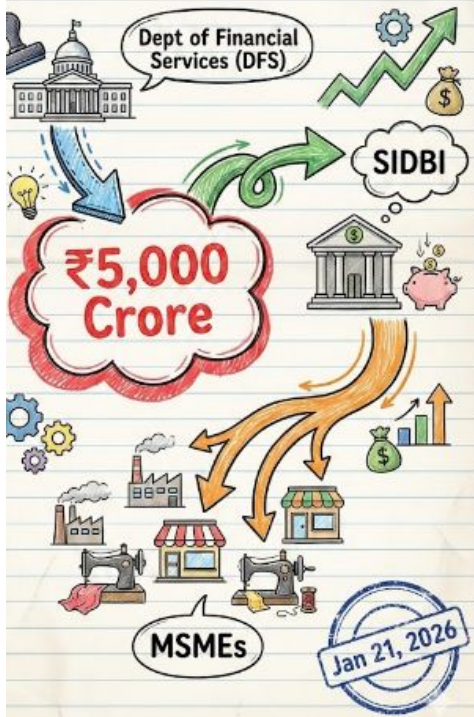 Dept of Financial
Services (DFS)
$
SIDBI
$
$
$
₹5,000
Crore
$
MSMEs
Jan 21, 2026